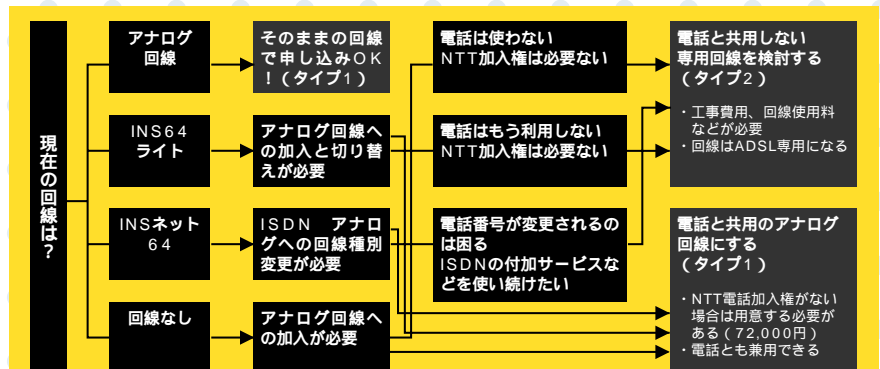 現在の回線は?
アナログ
回線
そのままの回線
で申し込みOK
!(タイプ1)
電話は使わない
NTT加入権は必要ない
電話と共用しない
専用回線を検討する
(タイプ2)
・工事費用、回線使用料
などが必要
・回線はADSL専用になる
INS64
ライト
アナログ回線へ
の加入と切り替
えが必要
電話はもう利用しない
NTT加入権は必要ない
INSネット
64
ISDN アナロ
グへの回線種別
変更が必要
電話番号が変更されるの
は困る
ISDNの付加サービスな
どを使い続けたい
電話と共用のアナログ
回線にする
(タイプ1)
・NTT電話加入権がない
場合は用意する必要が
ある(72,000円)
・電話とも兼用できる
回線なし
アナログ回線へ
の加入が必要